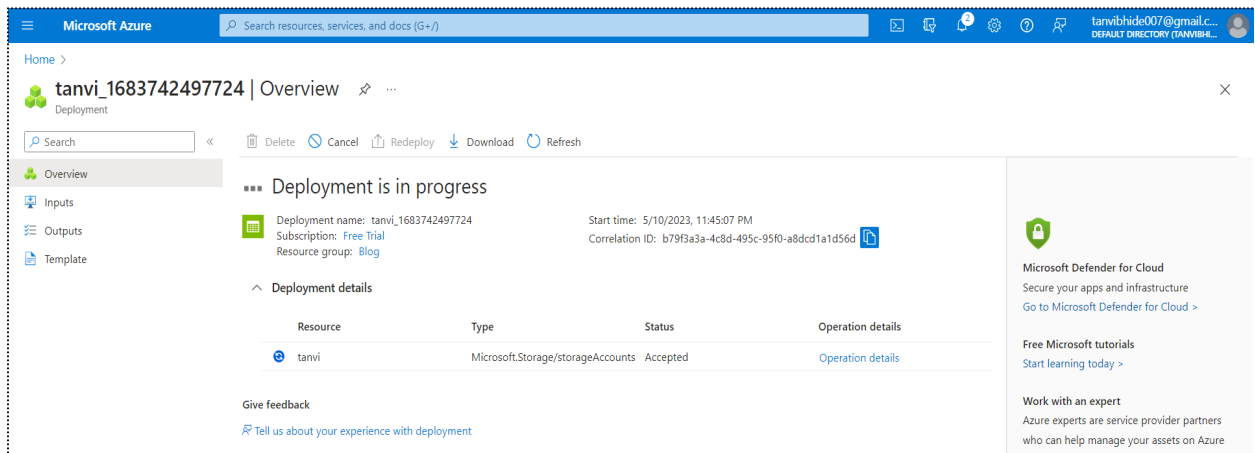 Microsoft Azure
Search resources, services, and docs (G+/)
2
tanvibhide007@gmail.c...
DEFAULT DIRECTORY (TANVIBHI...
Home >
tanvi_1683742497724 | Overview
Deployment
Search
Overview
Inputs
Outputs
Template
Delete Cancel Redeploy Download Refresh
Deployment is in progress
Deployment name: tanvi_1683742497724
Subscription: Free Trial
Resource group: Blog
Start time: 5/10/2023, 11:45:07 PM
Correlation ID: b79f3a3a-4c8d-495c-95f0-a8dcd1a1d56d
Deployment details
Resource Type Status Operation details
tanvi Microsoft.Storage/storageAccounts Accepted Operation details
Give feedback
Tell us about your experience with deployment
Microsoft Defender for Cloud
Secure your apps and infrastructure
Go to Microsoft Defender for Cloud >
Free Microsoft tutorials
Start learning today >
Work with an expert
Azure experts are service provider partners
who can help manage your assets on Azure